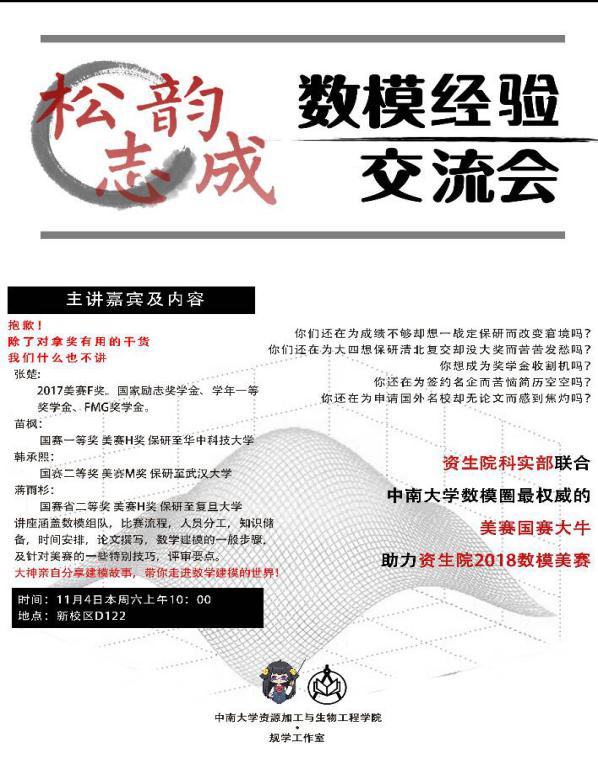 松韵
志成
数模经验
交流会
主讲嘉宾及内容
抱歉！
除了对拿奖有用的干货
我们什么也不讲
张楚:
2017美赛F奖。国家励志奖学金、学年一等
奖学金、FMG奖学金。
苗枫:
国赛一等奖 美赛H奖 保研至华中科技大学
韩承熙:
国赛二等奖 美赛M奖 保研至武汉大学
蒋雨杉:
国赛省二等奖 美赛H奖 保研至复旦大学
讲座涵盖数模组队，比赛流程，人员分工，知识储
备，时间安排，论文撰写，数学建模的一般步骤，
及针对美赛的一些特别技巧，评审要点。
大神亲自分享建模故事，带你走进数学建模的世界！
时间：11月4日本周六上午10：00
地点：新校区D122
你们还在为成绩不够却想一战定保研而改变窘境吗?
你们还在为大四想保研清北复交却没大奖而苦苦发愁吗?
你想成为奖学金收割机吗?
你还在为签约名企而苦恼简历空空吗?
你还在为申请国外名校却无论文而感到焦灼吗?
资生院科实部联合
中南大学数模圈最权威的
美赛国赛大牛
助力资生院2018数模美赛
中南大学资源加工与生物工程学院
·
规学工作室